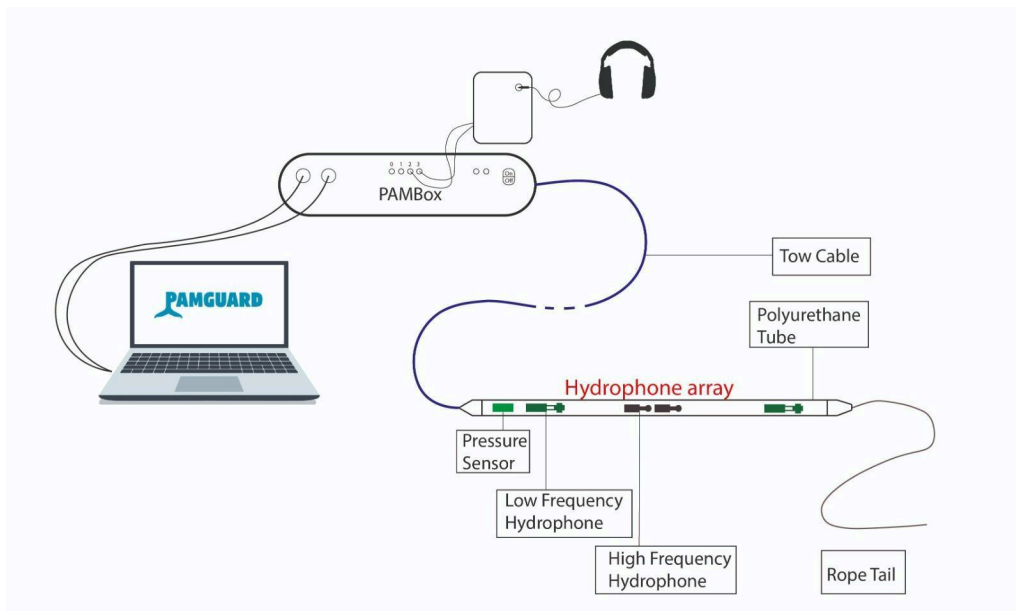 0 1 2 3
On
Off
PAMBox
Tow Cable
PAMGUARD
Polyurethane
Tube
Hydrophone array
Pressure
Sensor
Low Frequency
Hydrophone
High Frequency
Hydrophone
Rope Tail